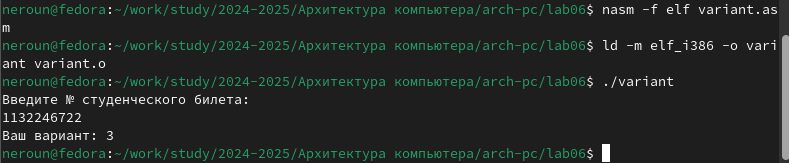 neroun@fedora:~/work/study/2024-2025/Архитектура компьютера/arch-pc/lab06$ nasm -f elf variant.as
m
neroun@fedora:~/work/study/2024-2025/Архитектура компьютера/arch-pc/lab06$ ld -m elf_i386 -o vari
ant variant.o
neroun@fedora:~/work/study/2024-2025/Архитектура компьютера/arch-pc/lab06$ ./variant
Введите № студенческого билета:
1132246722
Ваш вариант: 3
neroun@fedora:~/work/study/2024-2025/Архитектура компьютера/arch-pc/lab06$